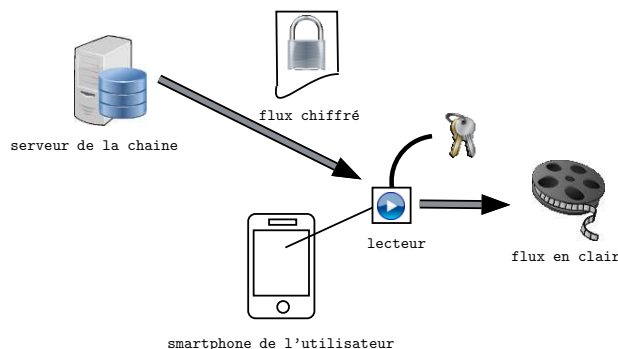 flux chiffré
serveur de la chaine
lecteur
flux en clair
smartphone de l'utilisateur